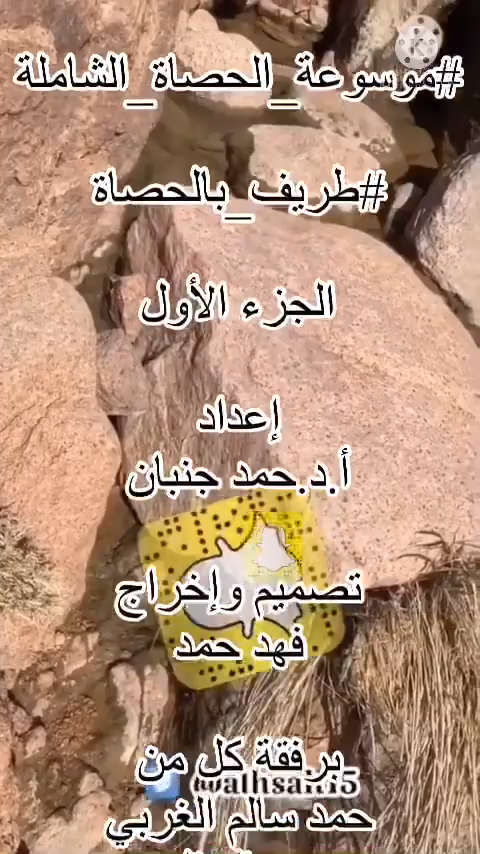 #موسوعة_الحصاة_الشاملة
#طريف_بالحصاة
الجزء الأول
إعداد
أ.د.حمد جنبان
تصميم وإخراج
فهد حمد
برفقة كل من
حمد سالم الغربي